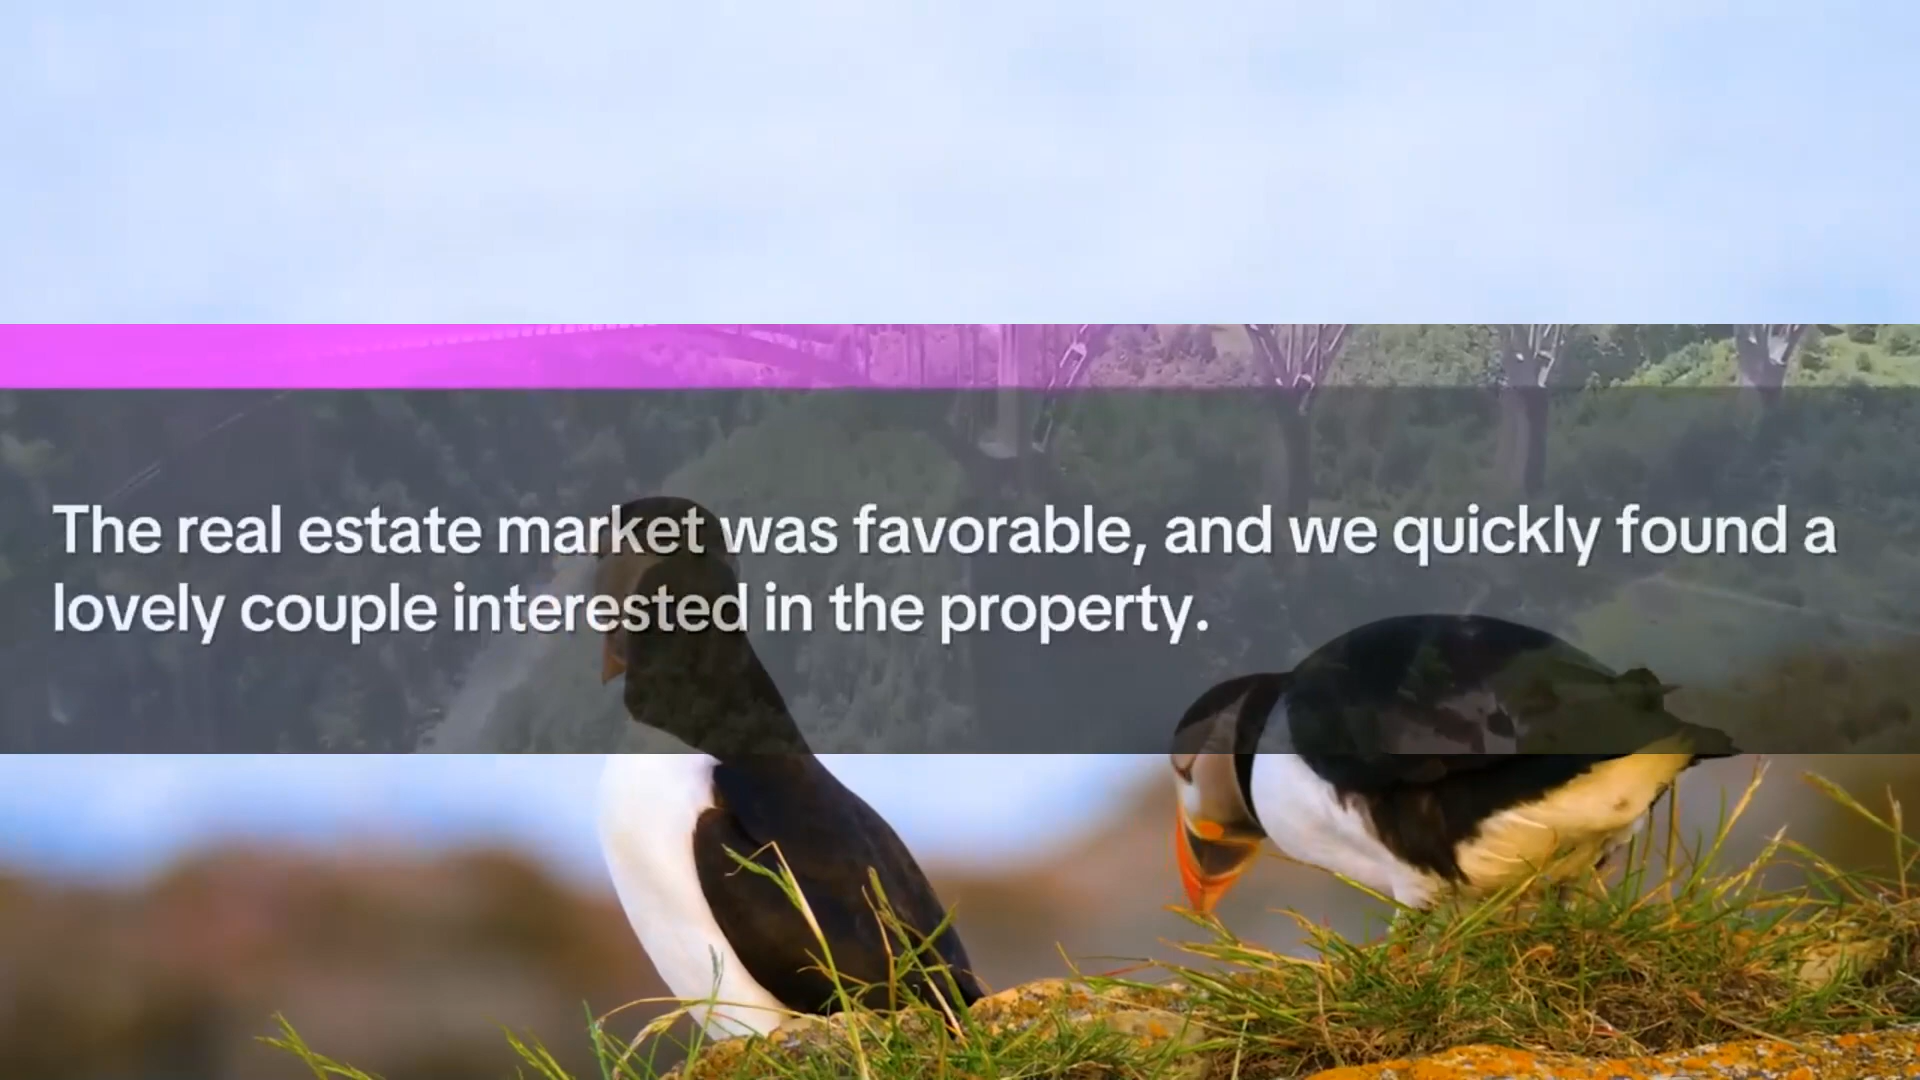 The real estate market was favorable, and we quickly found a
lovely couple interested in the property.